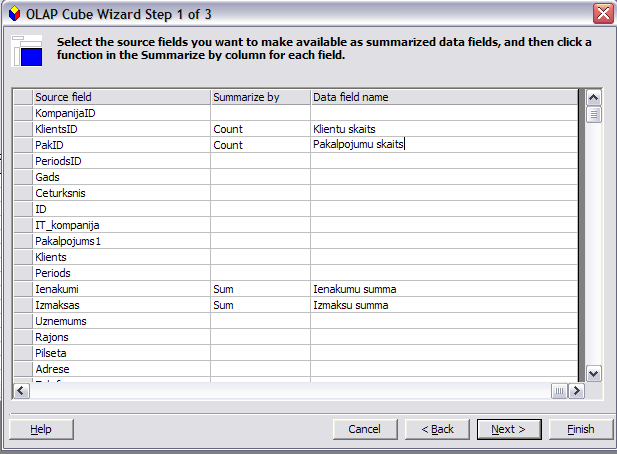 OLAP Cube Wizard Step 1 of 3
Select the source fields you want to make available as summarized data fields, and then click a
function in the Summarize by column for each field.
Source field Summarize by Data field name
KompanijaID
KlientsID Count Klientu skaits
PakID Count Pakalpojumu skaits
PeriodsID
Gads
Ceturksnis
ID
IT_kompanija
Pakalpojums1
Klients
Periods
Ienakumi Sum Ienakumu summa
Izmaksas Sum Izmaksu summa
Uznemums
Rajons
Pilseta
Adrese
Help Cancel < Back Next > Finish